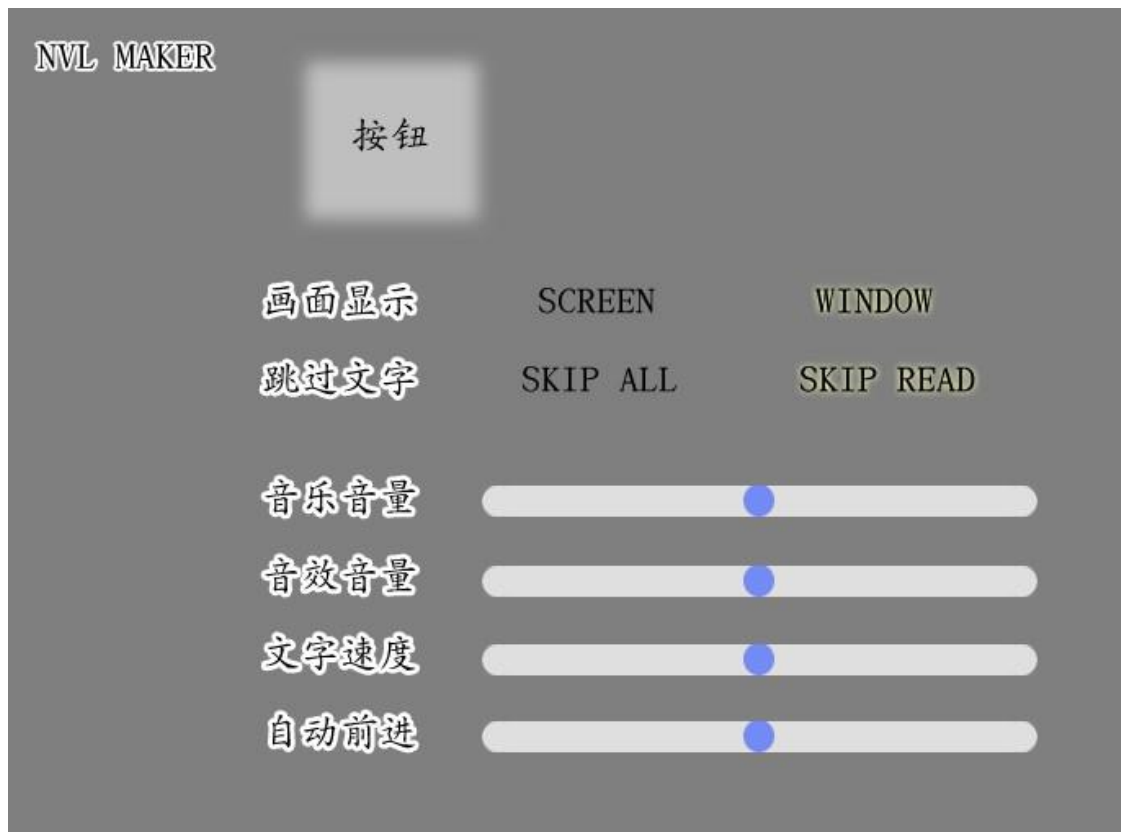 NVL MAKER
按钮
画面显示 SCREEN WINDOW
跳过文字 SKIP ALL SKIP READ
音乐音量
音效音量
文字速度
自动前进